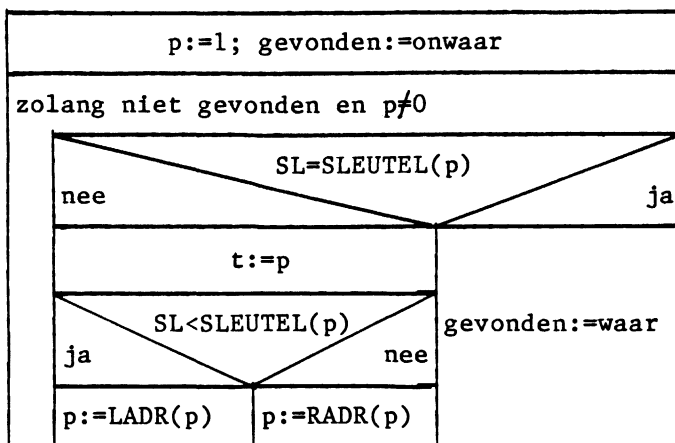 p:=1; gevonden:=onwaar
zolang niet gevonden en p≠0
SL=SLEUTEL(p)
nee
ja
t:=p
SL<SLEUTEL(p)
gevonden:=waar
ja
nee
p:=LADR(p)
p:=RADR(p)